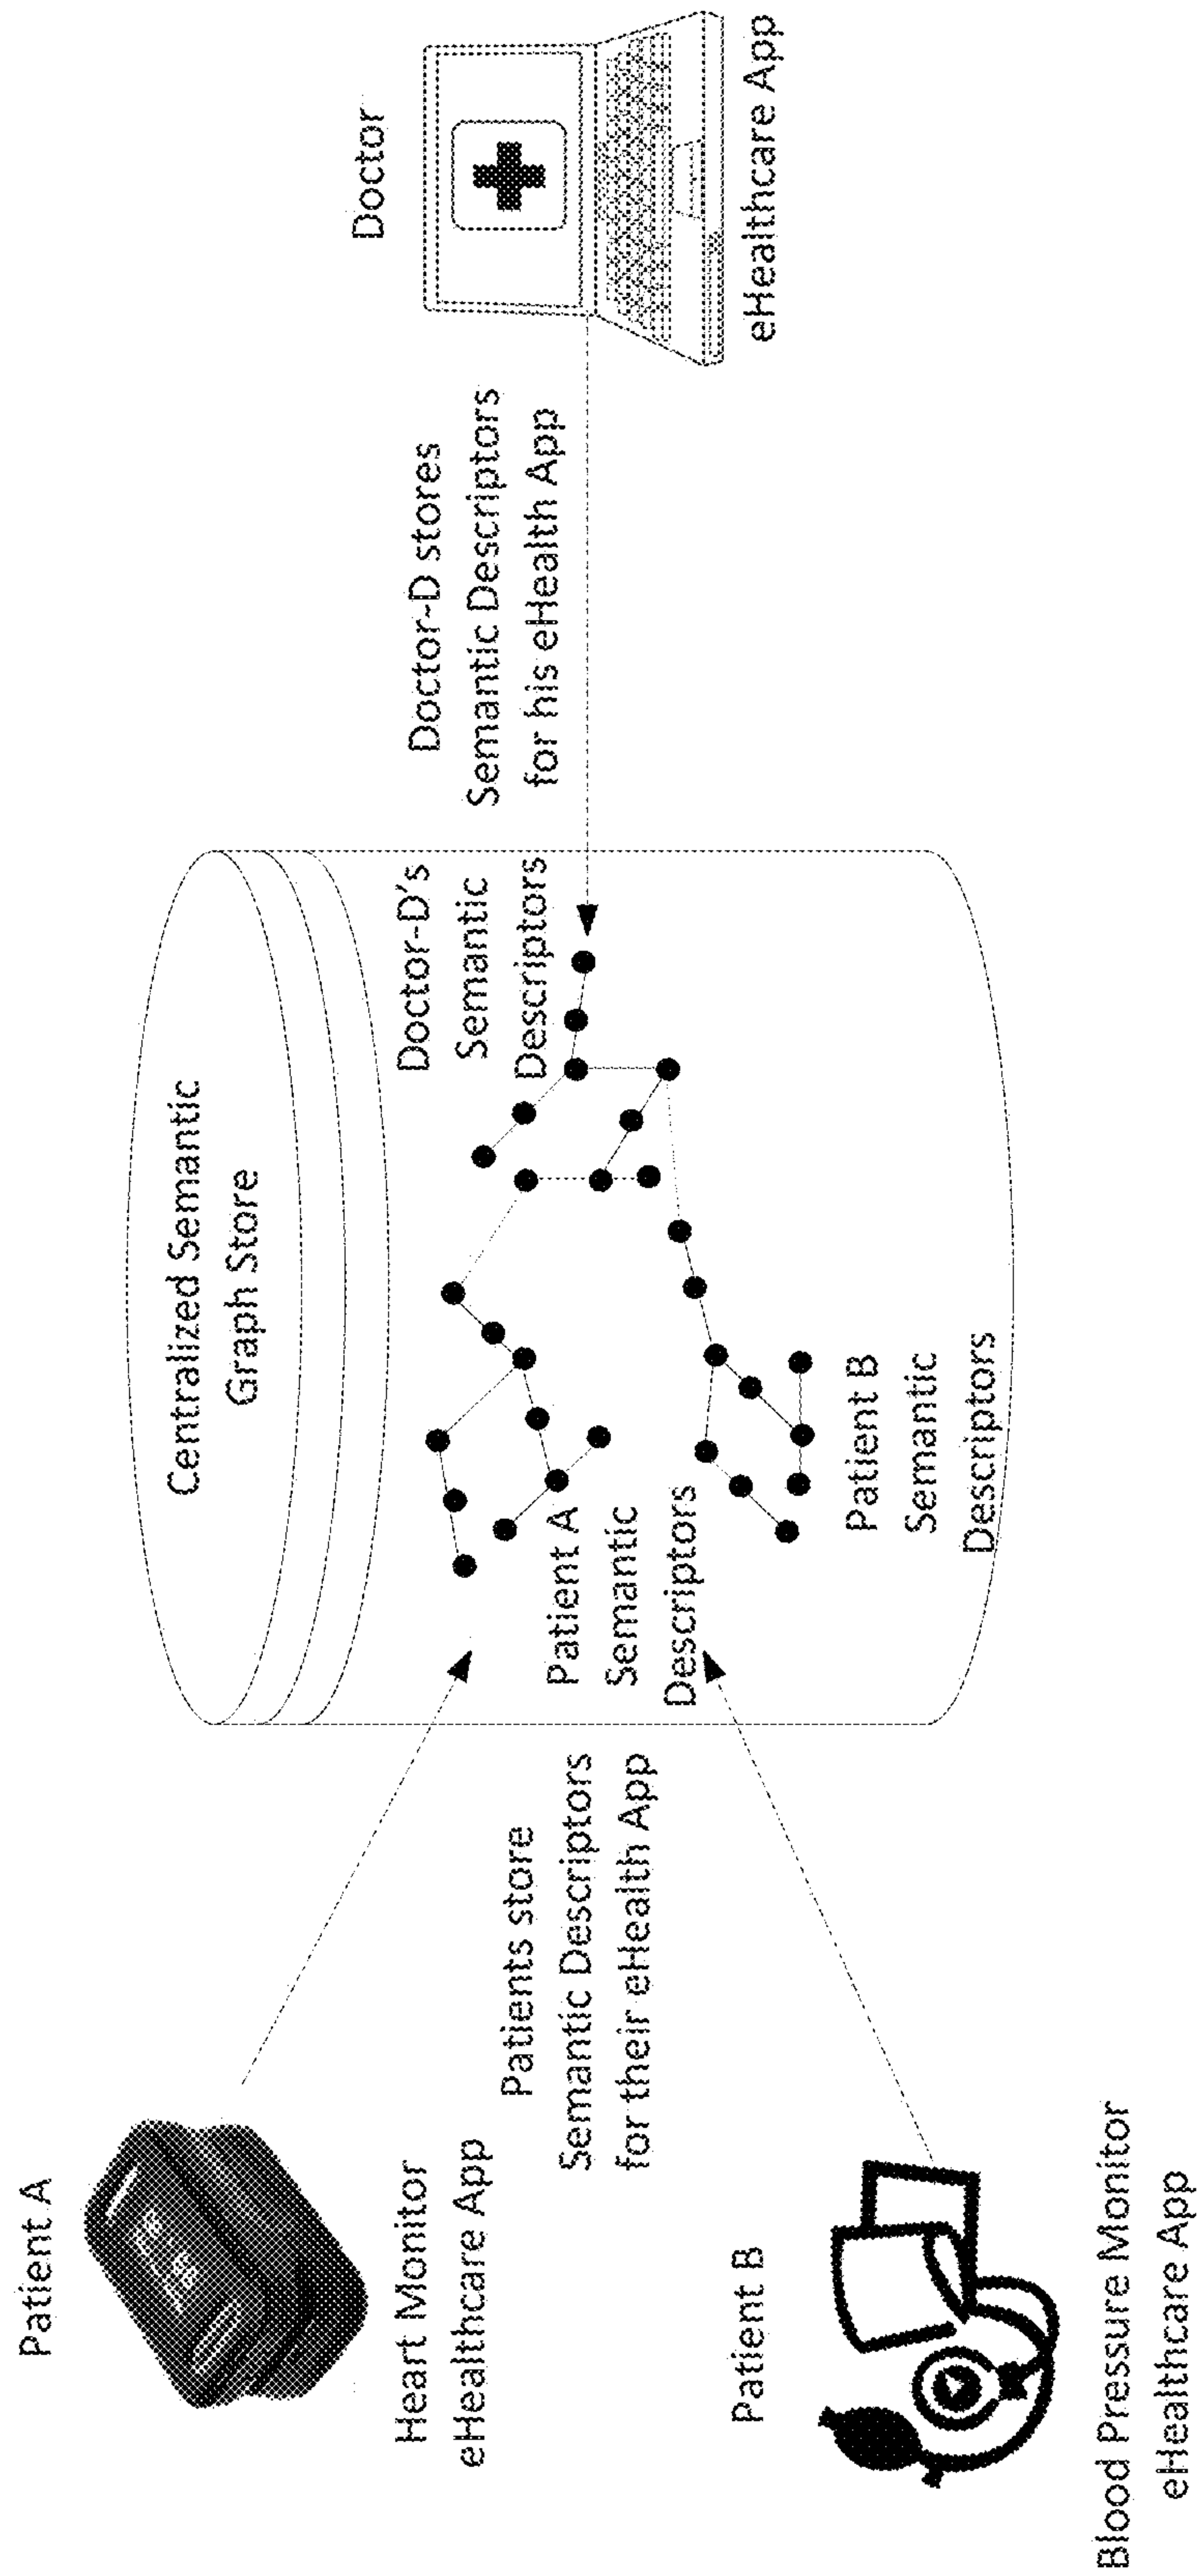 Patient A
Heart Monitor
eHealthcare App
Patient B
Blood Pressure Monitor
eHealthcare App
Patients store
Semantic Descriptors
for their eHealth App
Centralized Semantic
Graph Store
Patient A
Semantic
Descriptors
Patient B
Semantic
Descriptors
Doctor-D's
Semantic
Descriptors
Doctor-D stores
Semantic Descriptors
for his eHealth App
Doctor
eHealthcare App